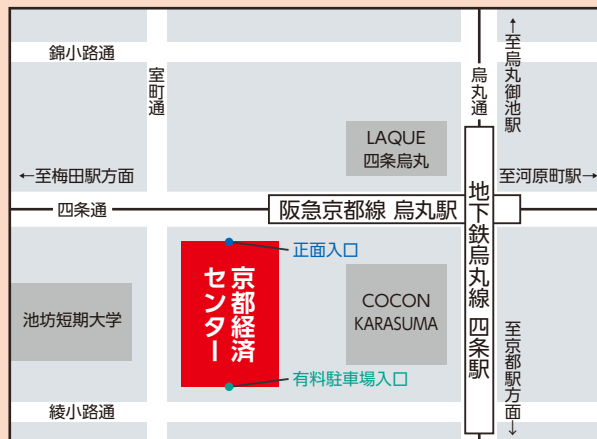 錦小路通
室町通
烏丸通
←至烏丸御池駅
LAQUE
四条烏丸
←至梅田駅方面
至河原町駅→
四条通
阪急京都線 烏丸駅
地下鉄烏丸線 四条駅
正面入口
京都経済
センター
池坊短期大学
COCON
KARASUMA
有料駐車場入口
至京都駅方面→
綾小路通